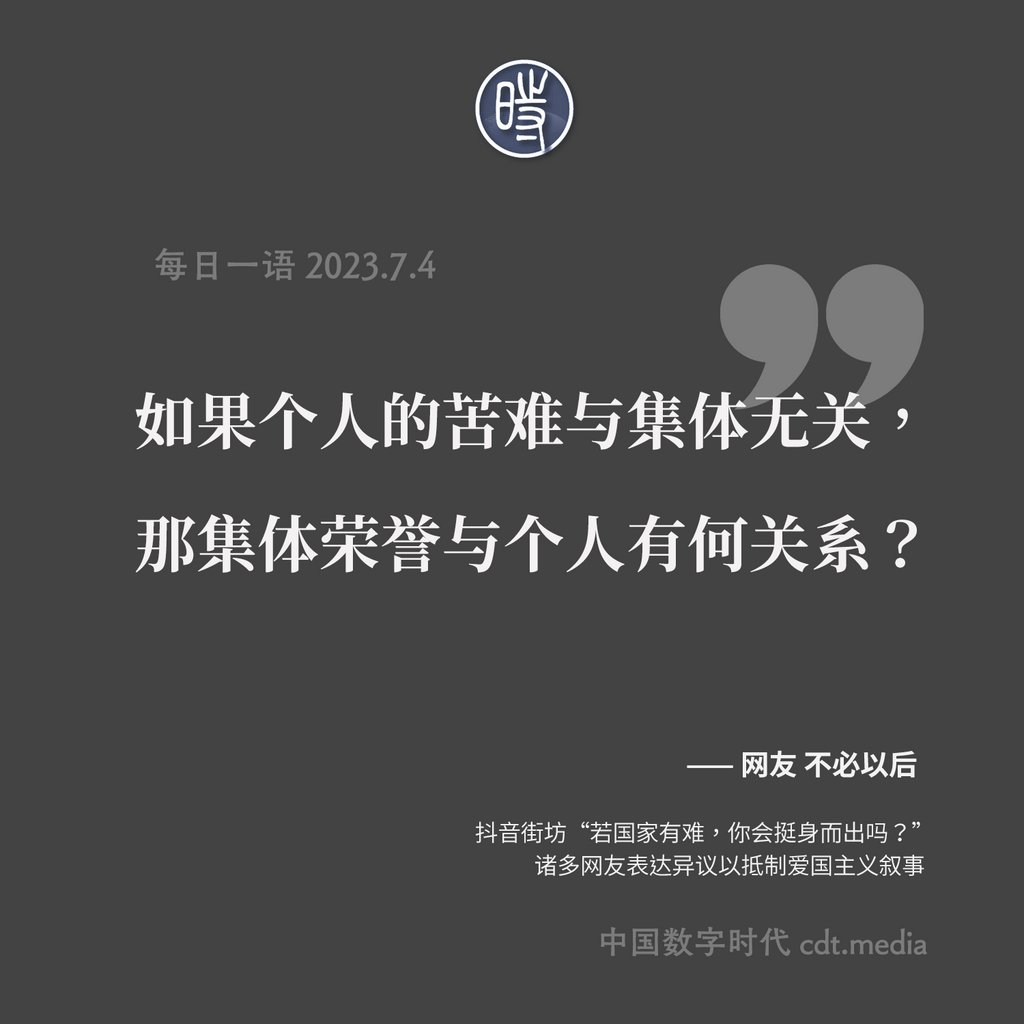 時
每日一语 2023.7.4
如果个人的苦难与集体无关，
那集体荣誉与个人有何关系？
—— 网友 不必以后
抖音街坊“若国家有难，你会挺身而出吗？”
诸多网友表达异议以抵制爱国主义叙事
中国数字时代 cdt.media